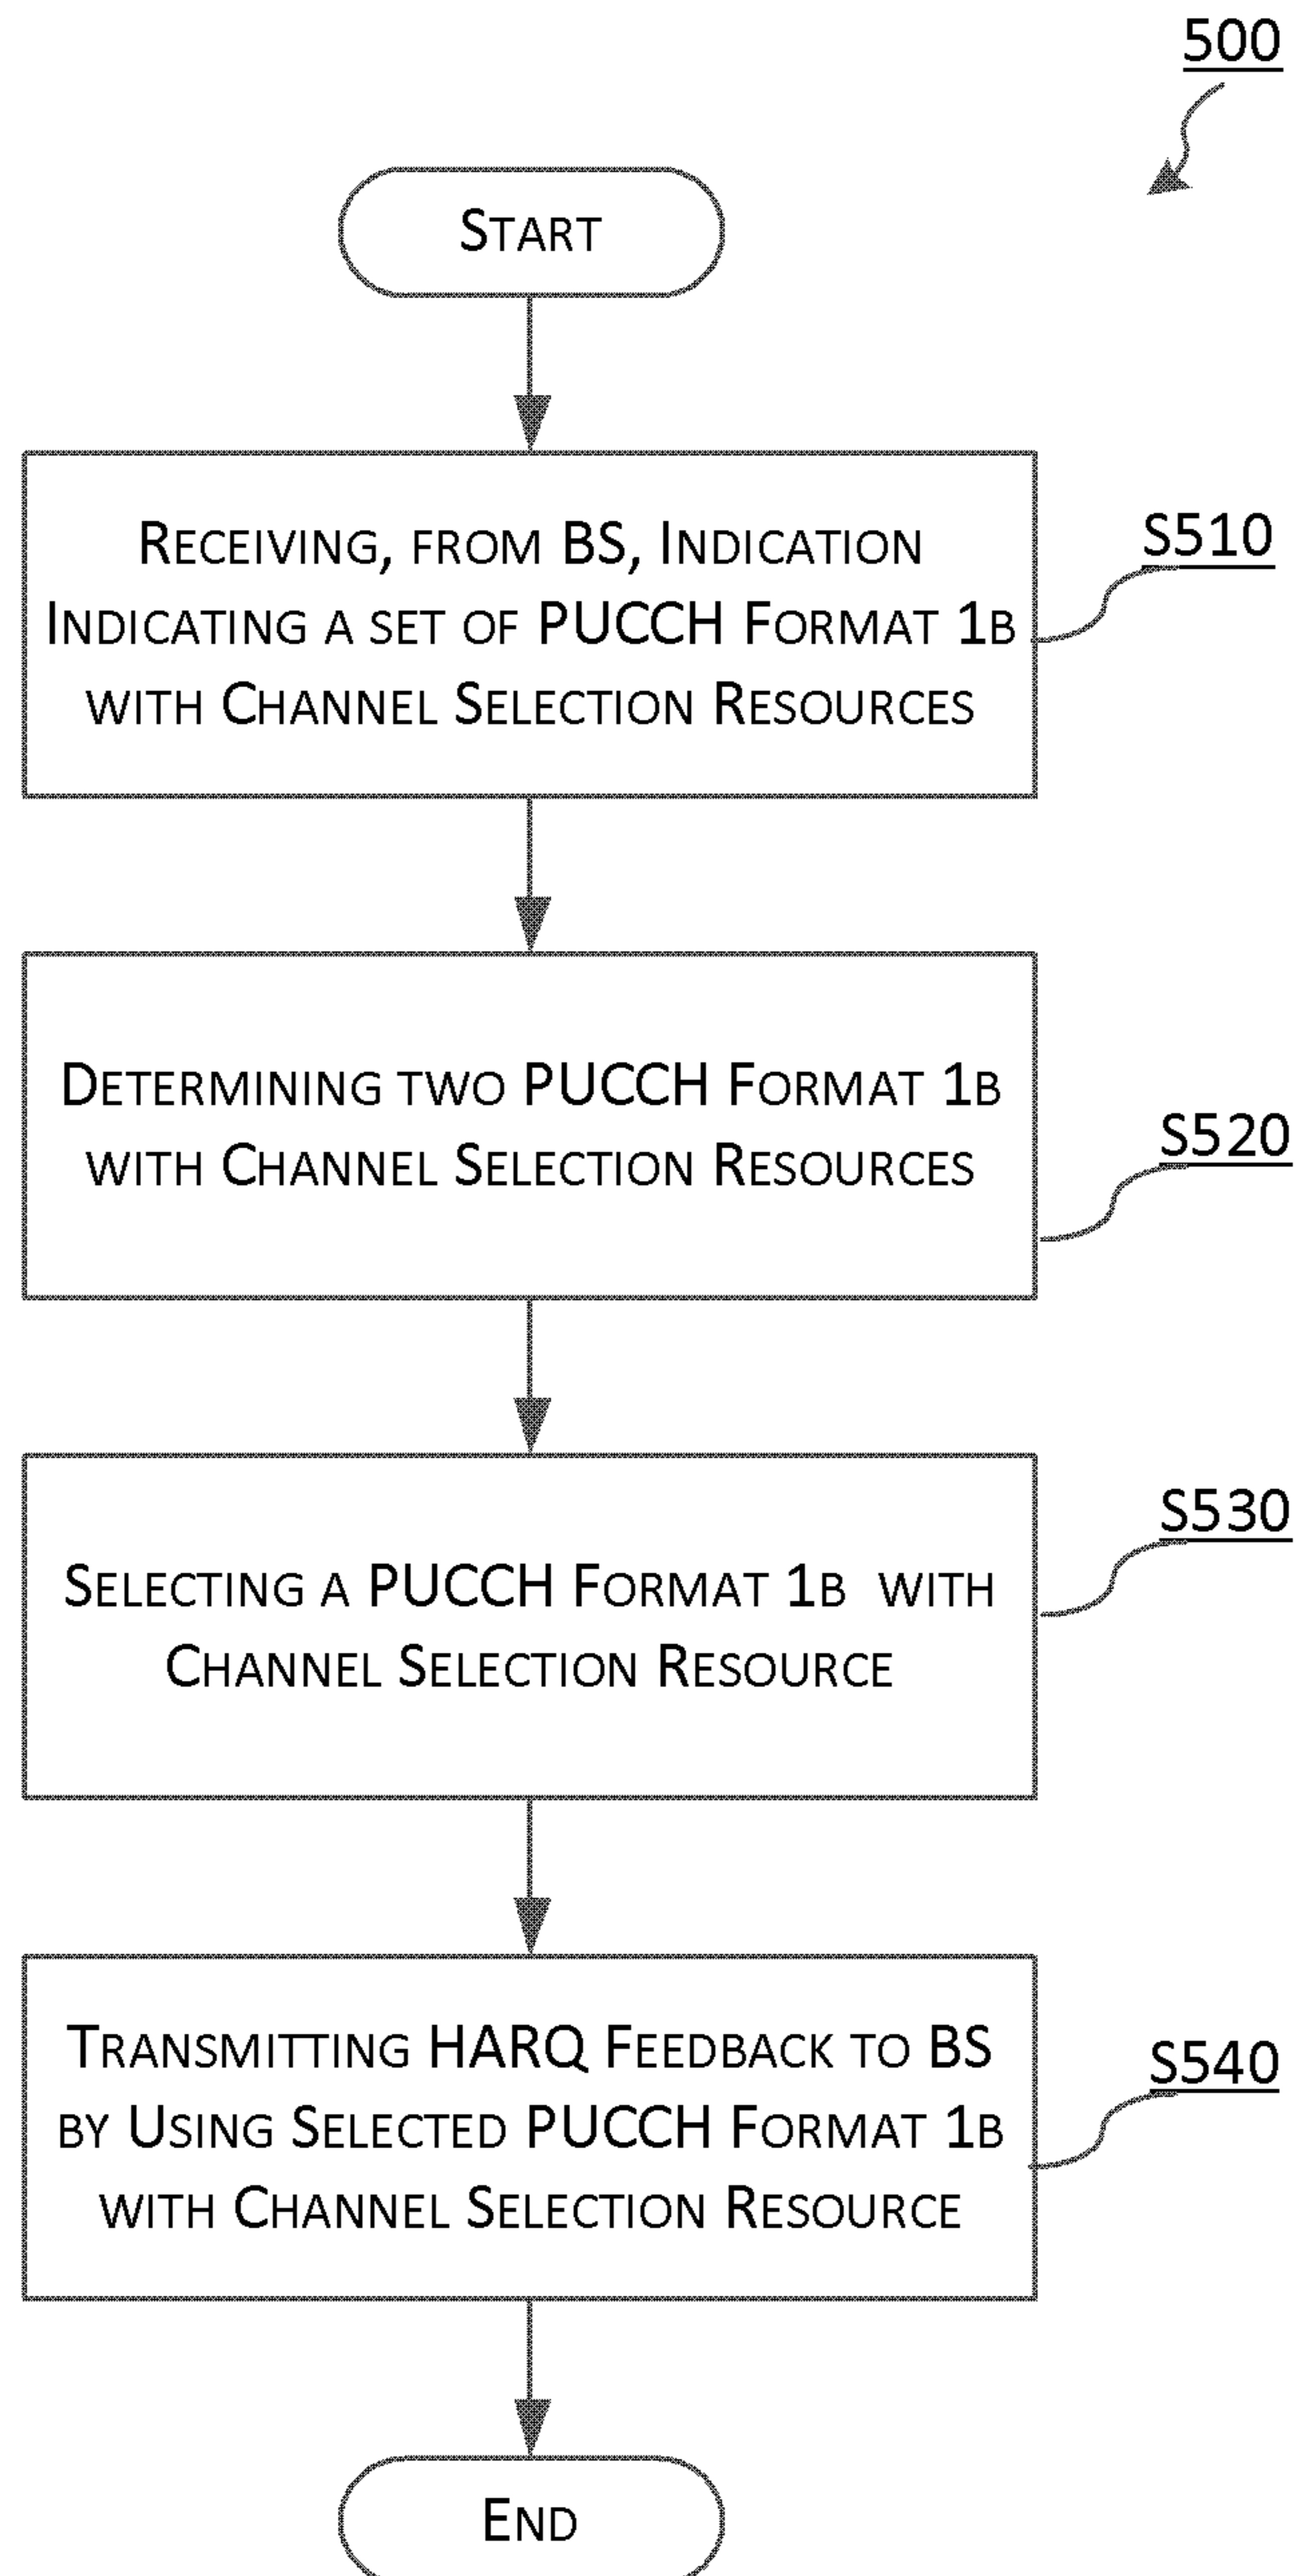 500
START
RECEIVING, FROM BS, INDICATION
INDICATING A SET OF PUCCH FORMAT 1B
WITH CHANNEL SELECTION RESOURCES
S510
DETERMINING TWO PUCCH FORMAT 1B
WITH CHANNEL SELECTION RESOURCES
S520
SELECTING A PUCCH FORMAT 1B WITH
CHANNEL SELECTION RESOURCE
S530
TRANSMITTING HARQ FEEDBACK TO BS
BY USING SELECTED PUCCH FORMAT 1B
WITH CHANNEL SELECTION RESOURCE
S540
END